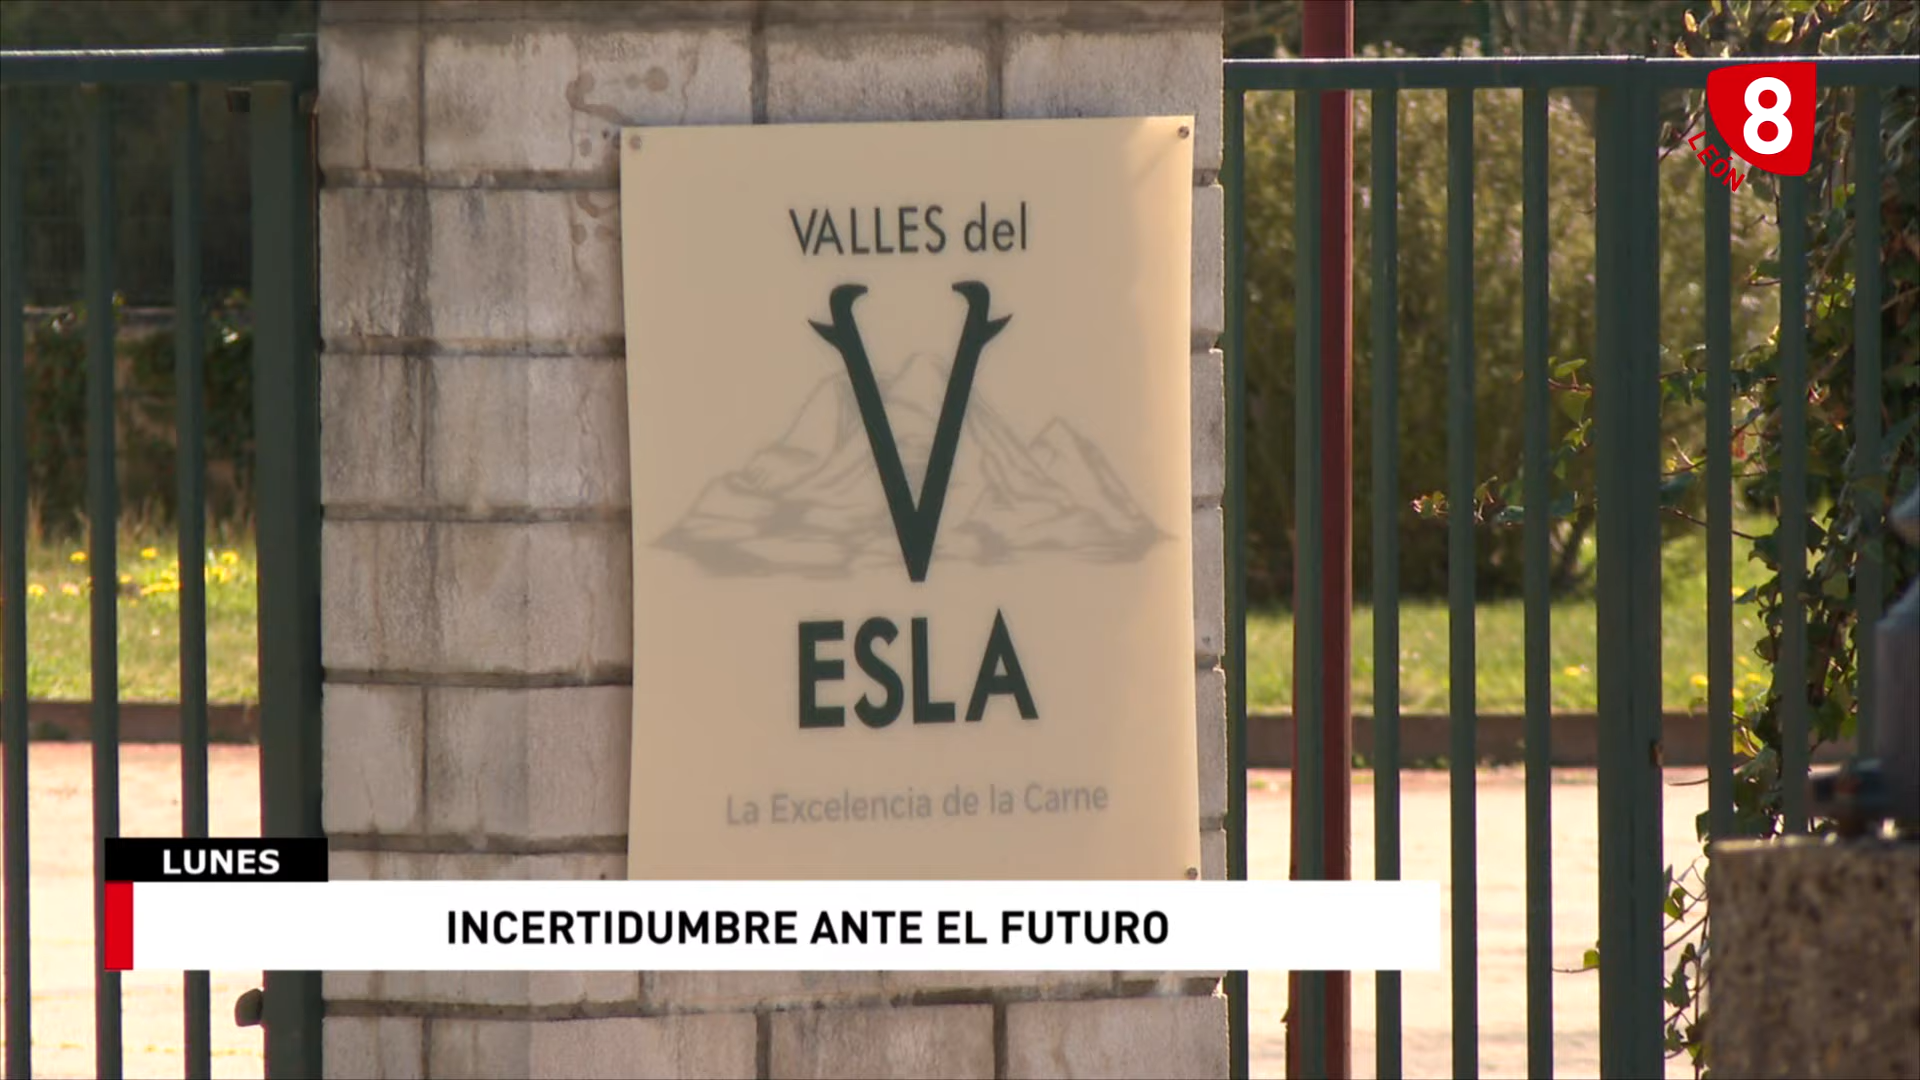 8
LEÓN
VALLES del
V
ESLA
La Excelencia de la Carne
LUNES
INCERTIDUMBRE ANTE EL FUTURO